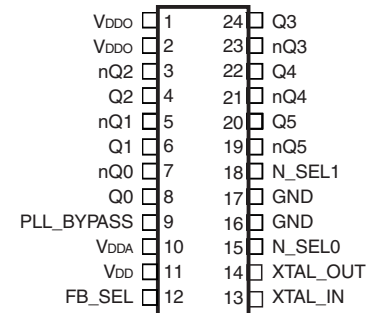 VDDO 1 24 Q3
VDDO 2 23 nQ3
nQ2 3 22 Q4
Q2 4 21 nQ4
nQ1 5 20 Q5
Q1 6 19 nQ5
nQ0 7 18 N_SEL1
Q0 8 17 GND
PLL_BYPASS 9 16 GND
VDDA 10 15 N_SEL0
VDD 11 14 XTAL_OUT
FB_SEL 12 13 XTAL_IN